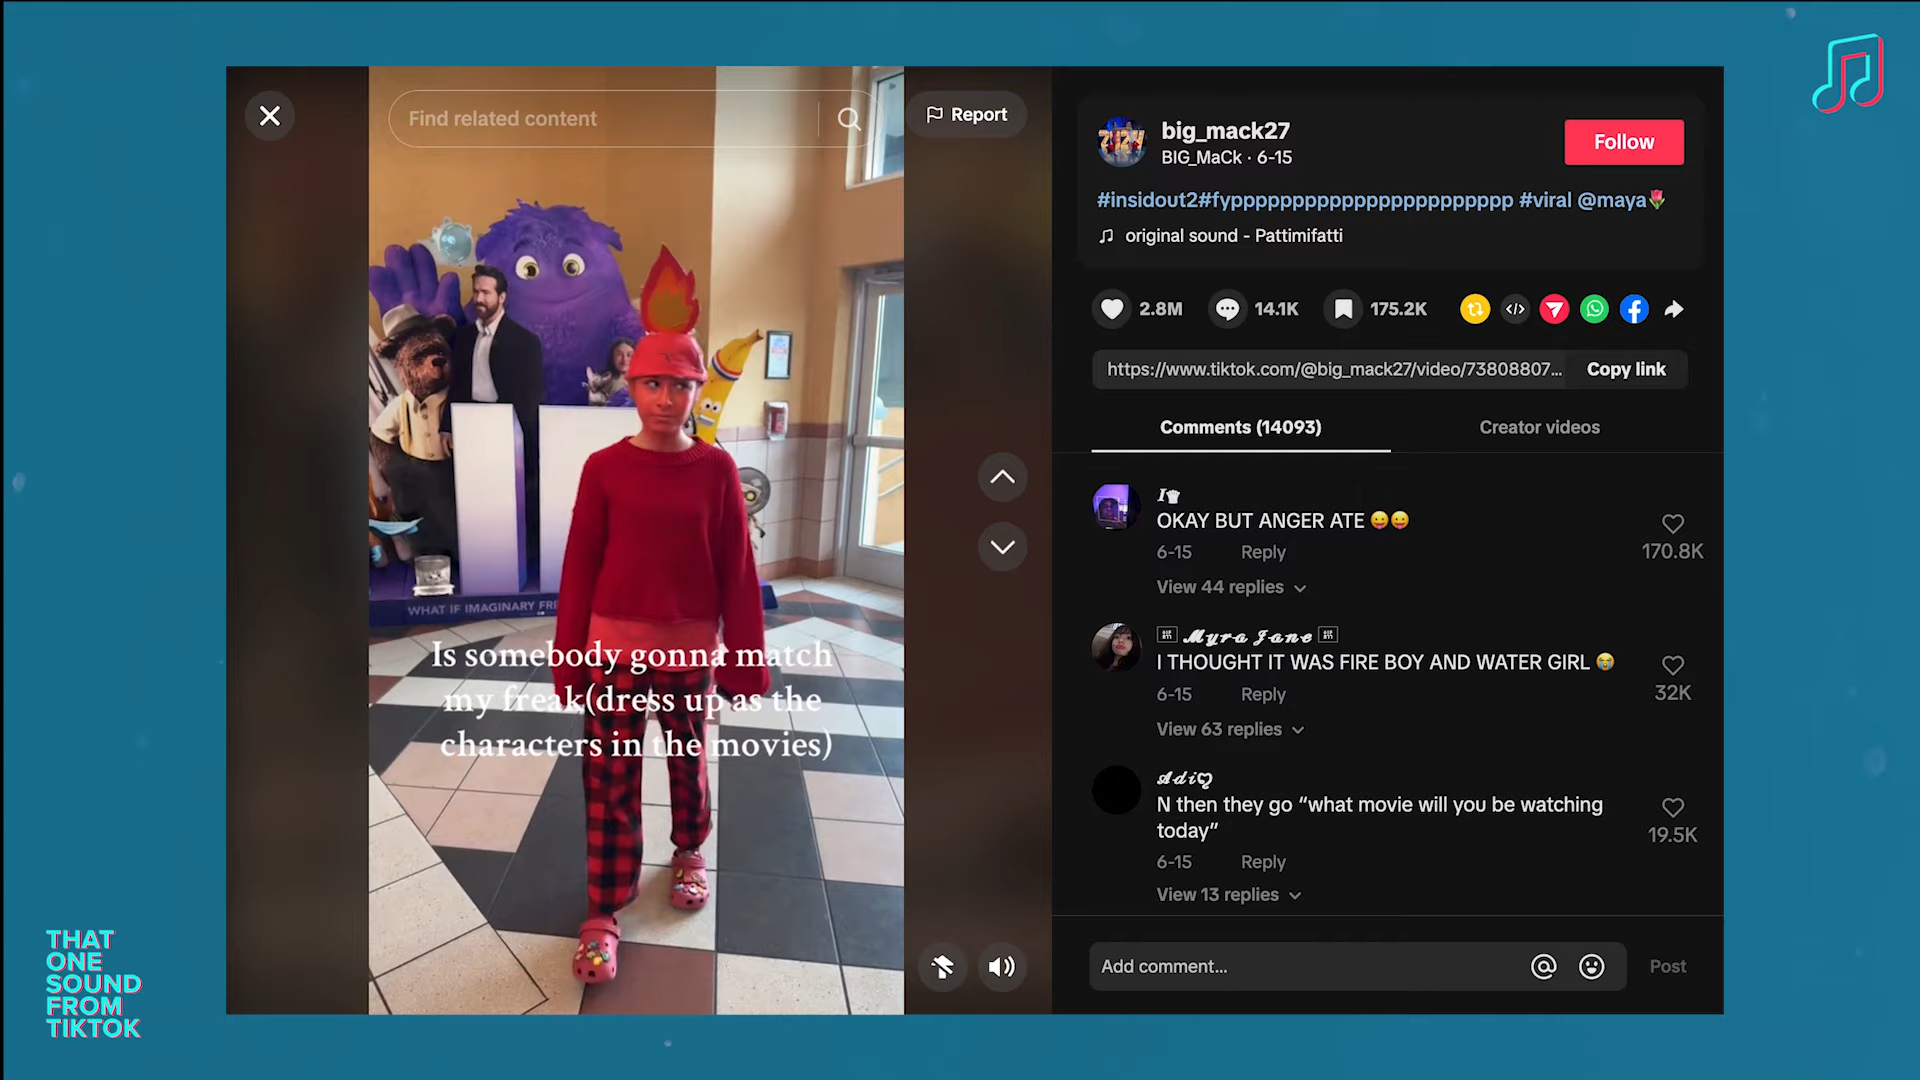 Find related content
Report
WHAT IF IMAGINARY FRI
Is somebody gonna match
my freak(dress up as the
characters in the movies)
big_mack27
BIG_MaCk · 6-15
Follow
#insidout2#fyppppppppppppppppppppppp #viral @maya🌷
original sound - Pattimifatti
2.8M
14.1K
175.2K
https://www.tiktok.com/@big_mack27/video/73808807...
Copy link
Comments (14093)
Creator videos
I♛
OKAY BUT ANGER ATE 😛😛
6-15 Reply
170.8K
View 44 replies
𝓜𝔂𝓻𝓪 𝓙𝓪𝓷𝓮
I THOUGHT IT WAS FIRE BOY AND WATER GIRL 😭
6-15 Reply
32K
View 63 replies
𝓐𝓭𝓲ღ
N then they go “what movie will you be watching
today”
6-15 Reply
19.5K
View 13 replies
Add comment...
Post
THAT
ONE
SOUND
FROM
TIKTOK